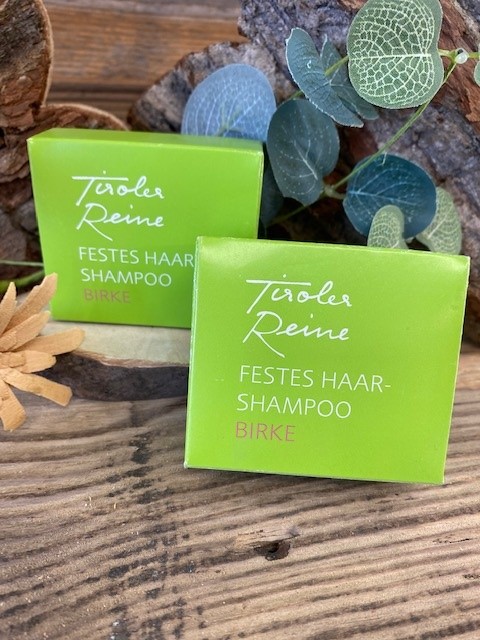 Tiroler
Reine
FESTES HAAR
SHAMPOO
BIRKE
Tiroler
Reine
FESTES HAAR-
SHAMPOO
BIRKE